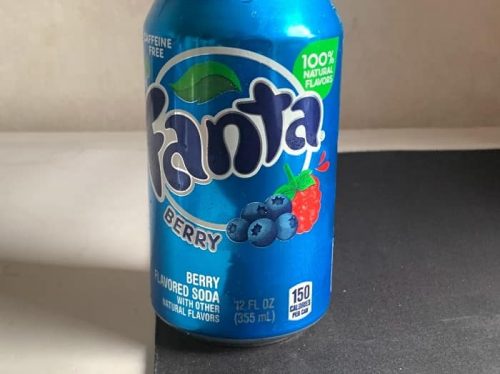 CAFFEINE
FREE
100%
NATURAL
FLAVORS
Fanta
BERRY
BERRY
FLAVORED SODA
WITH OTHER
NATURAL FLAVORS
12 FL OZ
(355 mL)
150
CALORIES
PER CAN